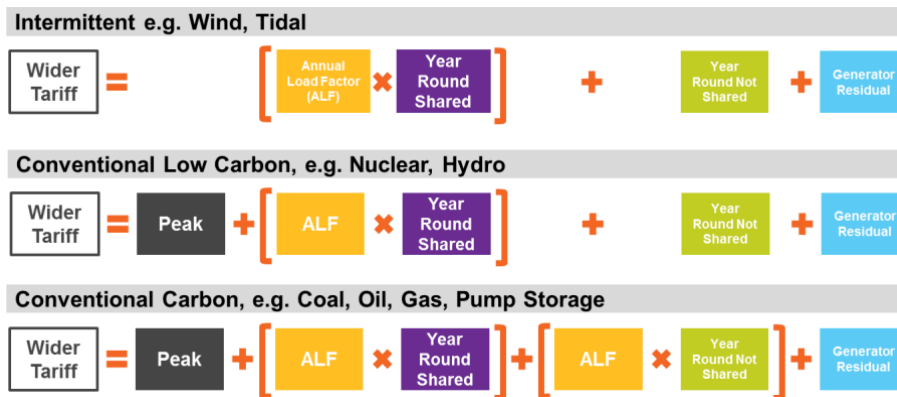 Intermittent e.g. Wind, Tidal
Wider
Tariff
=
[
Annual
Load Factor
(ALF)
×
Year
Round
Shared
]
+
Year
Round Not
Shared
+
Generator
Residual
Conventional Low Carbon, e.g. Nuclear, Hydro
Wider
Tariff
=
Peak
+
[
ALF
×
Year
Round
Shared
]
+
Year
Round Not
Shared
+
Generator
Residual
Conventional Carbon, e.g. Coal, Oil, Gas, Pump Storage
Wider
Tariff
=
Peak
+
[
ALF
×
Year
Round
Shared
]
+
[
ALF
×
Year
Round Not
Shared
]
+
Generator
Residual